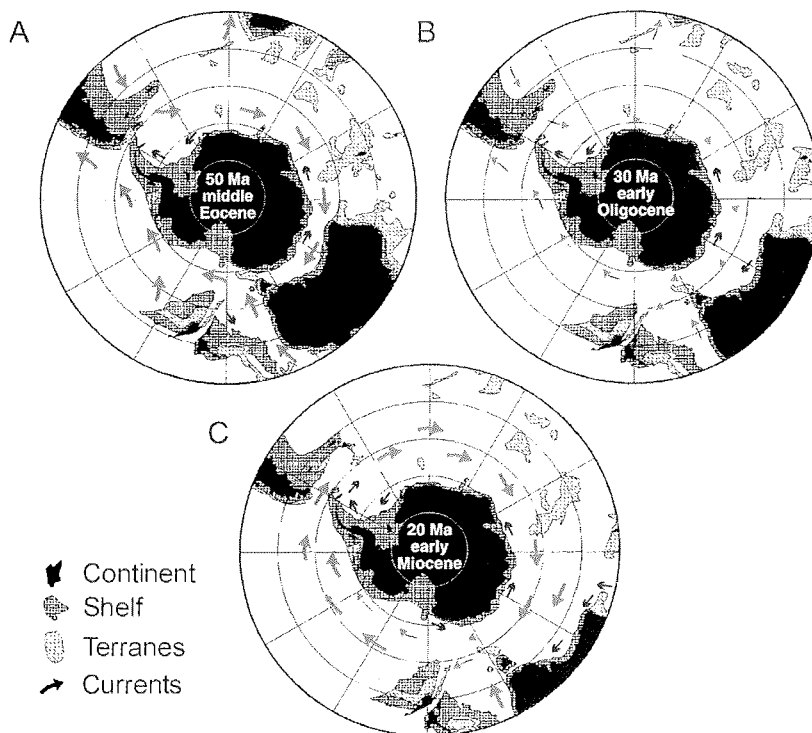 A
50 Ma
middle
Eocene
B
30 Ma
early
Oligocene
C
20 Ma
early
Miocene
Continent
Shelf
Terranes
Currents